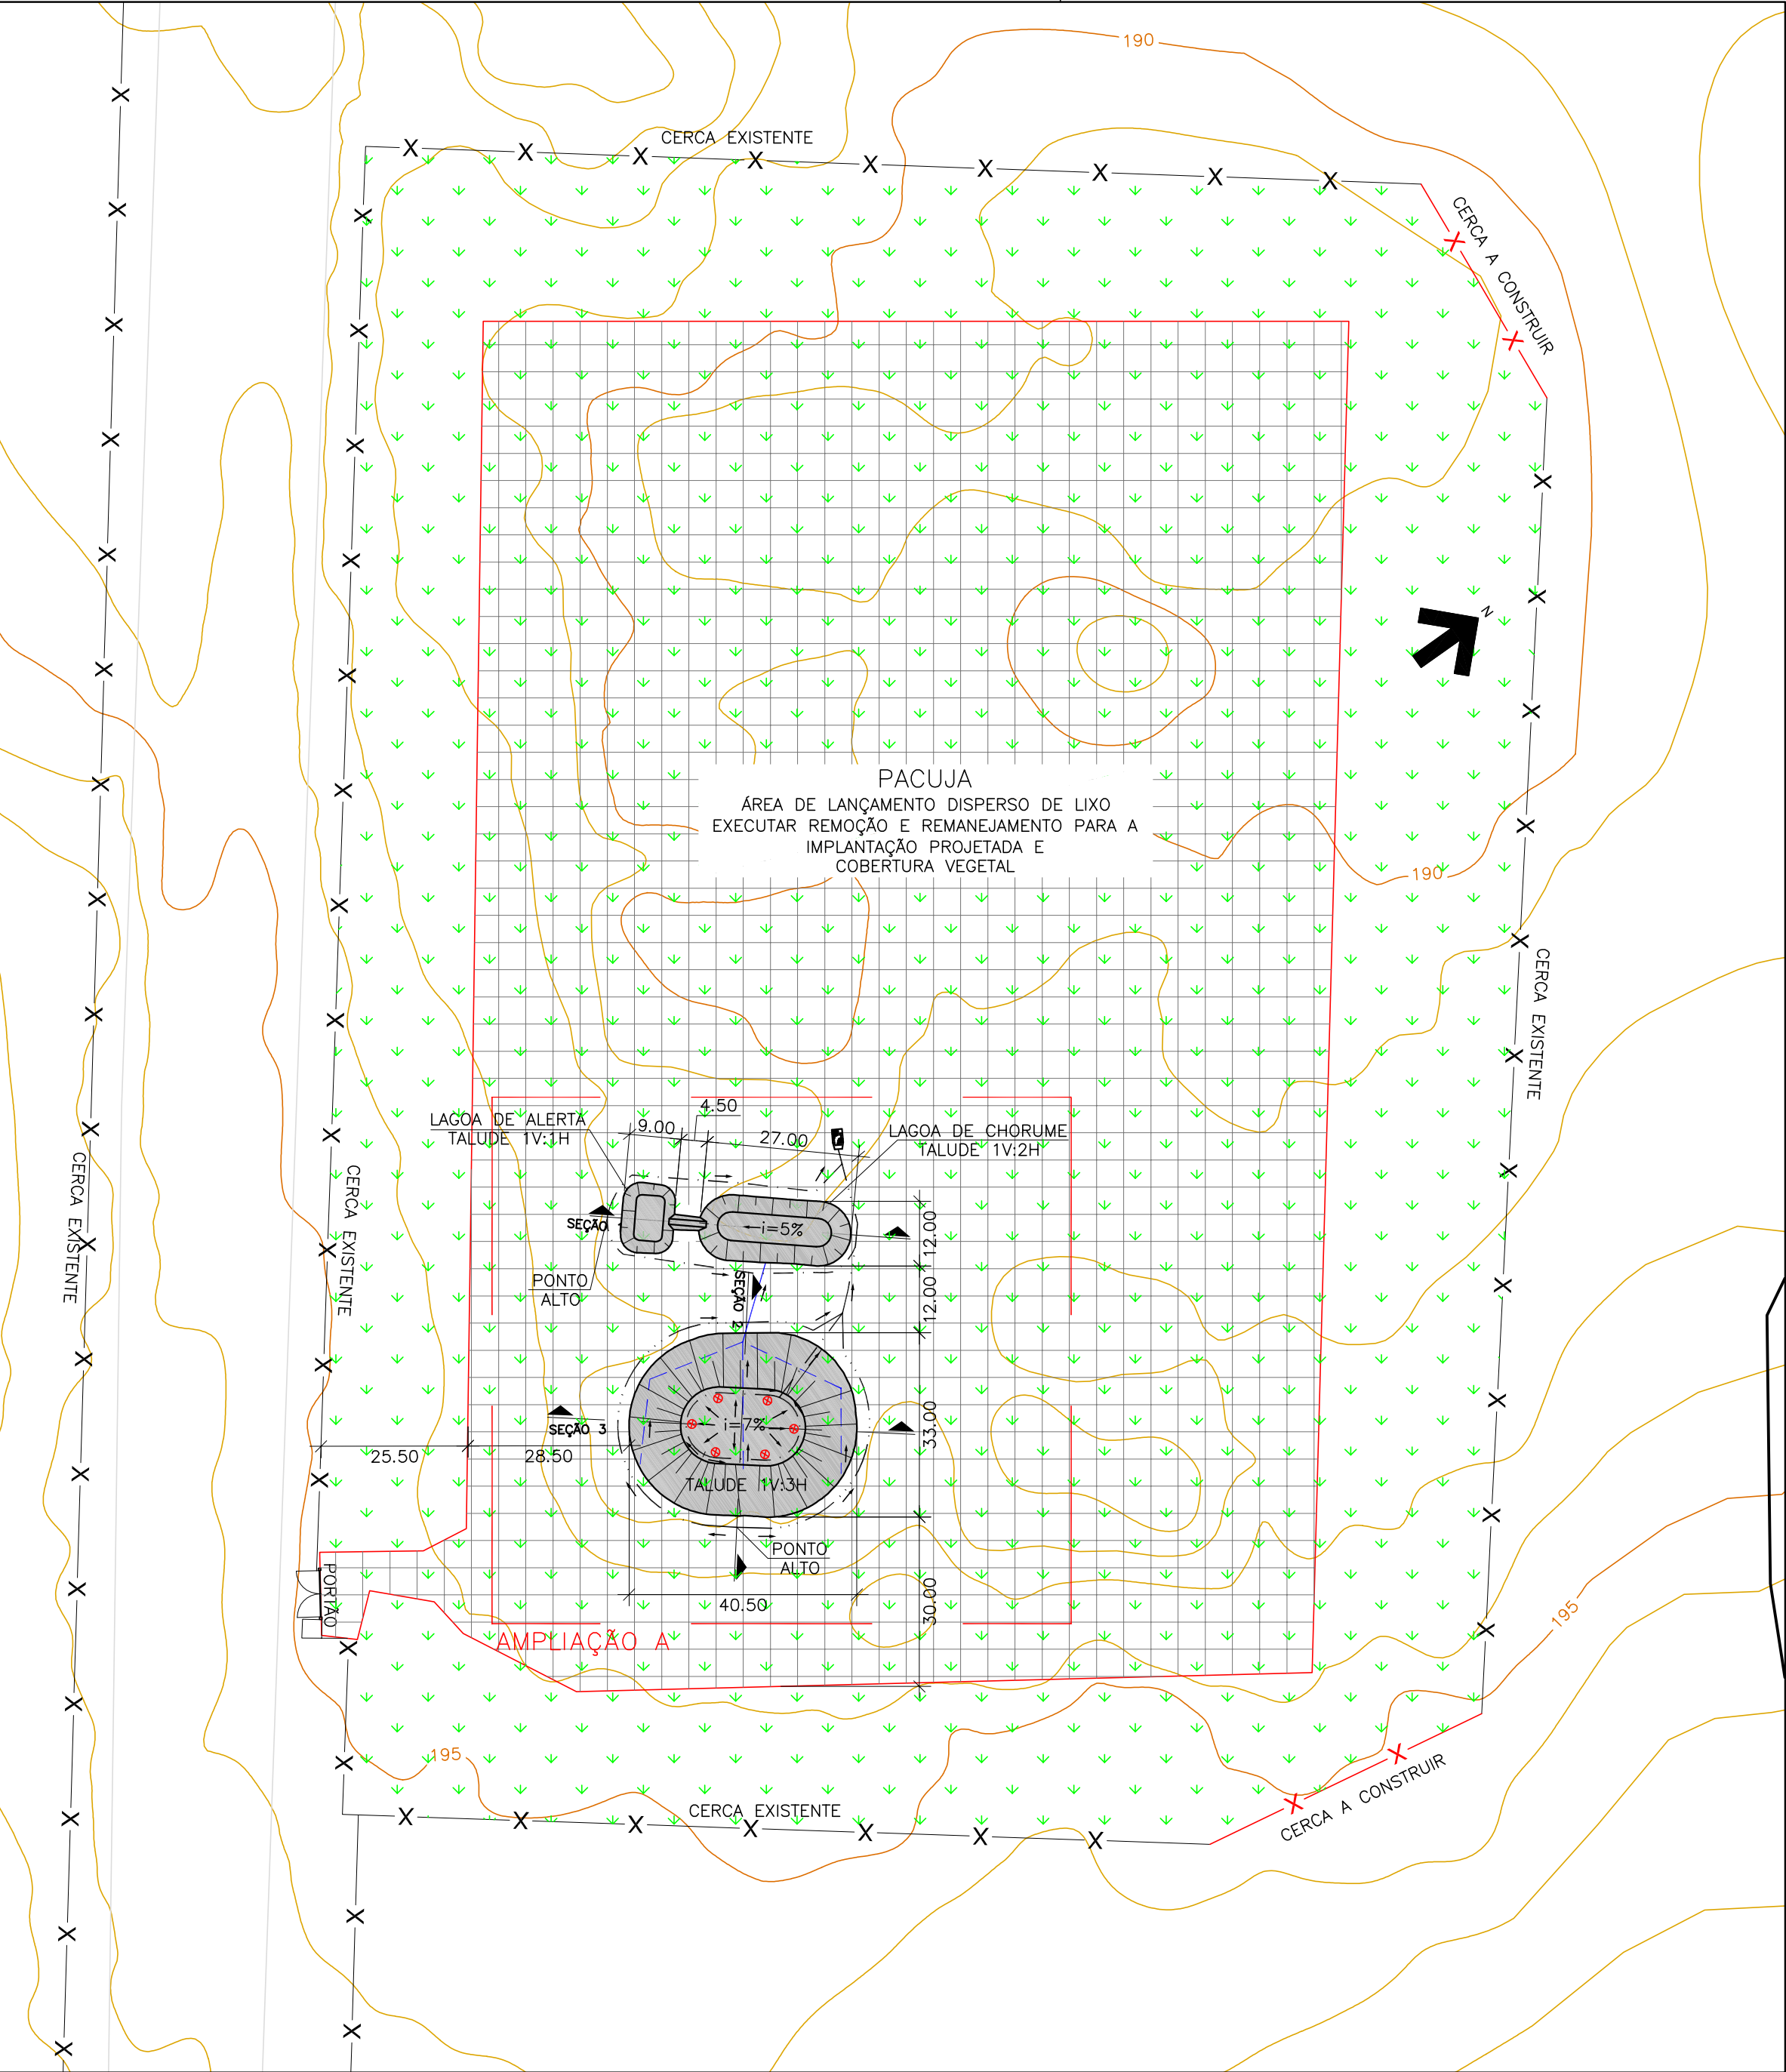 190
CERCA EXISTENTE
CERCA A CONSTRUIR
N
PACUJA
ÁREA DE LANÇAMENTO DISPERSO DE LIXO
EXECUTAR REMOÇÃO E REMANEJAMENTO PARA A
IMPLANTAÇÃO PROJETADA E
COBERTURA VEGETAL
190
CERCA EXISTENTE
4.50
LAGOA DE ALERTA
TALUDE 1V:1H
9.00
27.00
LAGOA DE CHORUME
TALUDE 1V:2H
CERCA EXISTENTE
CERCA EXISTENTE
SEÇÃO 1
i=5%
12.00
PONTO
ALTO
SEÇÃO 2
12.00
SEÇÃO 3
i=7%
33.00
25.50
28.50
TALUDE 1V:3H
PONTO
ALTO
PORTÃO
40.50
30.00
195
AMPLIAÇÃO A
195
CERCA EXISTENTE
CERCA A CONSTRUIR